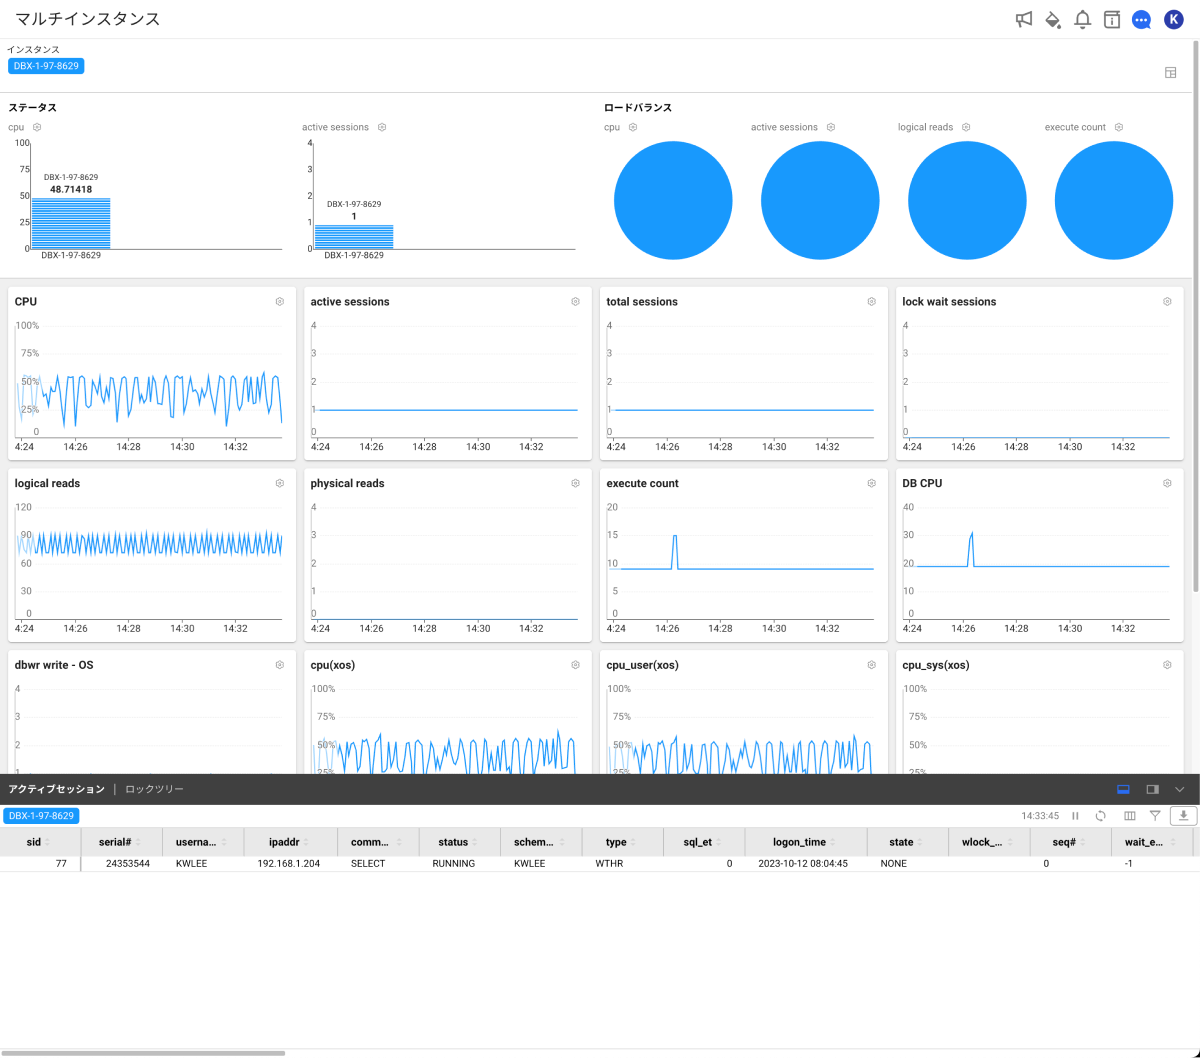 マルチインスタンス
K
インスタンス
DBX-1-97-8629
ステータス
cpu
100
75
50
25
0
DBX-1-97-8629
48.71418
DBX-1-97-8629
active sessions
4
3
2
1
0
DBX-1-97-8629
1
DBX-1-97-8629
ロードバランス
cpu
active sessions
logical reads
execute count
CPU
100%
75%
50%
25%
0
4:24 14:26 14:28 14:30 14:32
active sessions
4
3
2
1
0
4:24 14:26 14:28 14:30 14:32
total sessions
4
3
2
1
0
4:24 14:26 14:28 14:30 14:32
lock wait sessions
4
3
2
1
0
4:24 14:26 14:28 14:30 14:32
logical reads
120
90
60
30
0
4:24 14:26 14:28 14:30 14:32
physical reads
4
3
2
1
0
4:24 14:26 14:28 14:30 14:32
execute count
20
15
10
5
0
4:24 14:26 14:28 14:30 14:32
DB CPU
40
30
20
10
0
4:24 14:26 14:28 14:30 14:32
dbwr write - OS
4
3
2
1
cpu(xos)
100%
75%
50%
25%
cpu_user(xos)
100%
75%
50%
25%
cpu_sys(xos)
100%
75%
50%
25%
アクティブセッション | ロックツリー
DBX-1-97-8629
14:33:45
sid serial# userna... ipaddr comm... status schem... type sql_et logon_time state wlock_... seq# wait_e...
77 24353544 KWLEE 192.168.1.204 SELECT RUNNING KWLEE WTHR 0 2023-10-12 08:04:45 NONE 0 -1